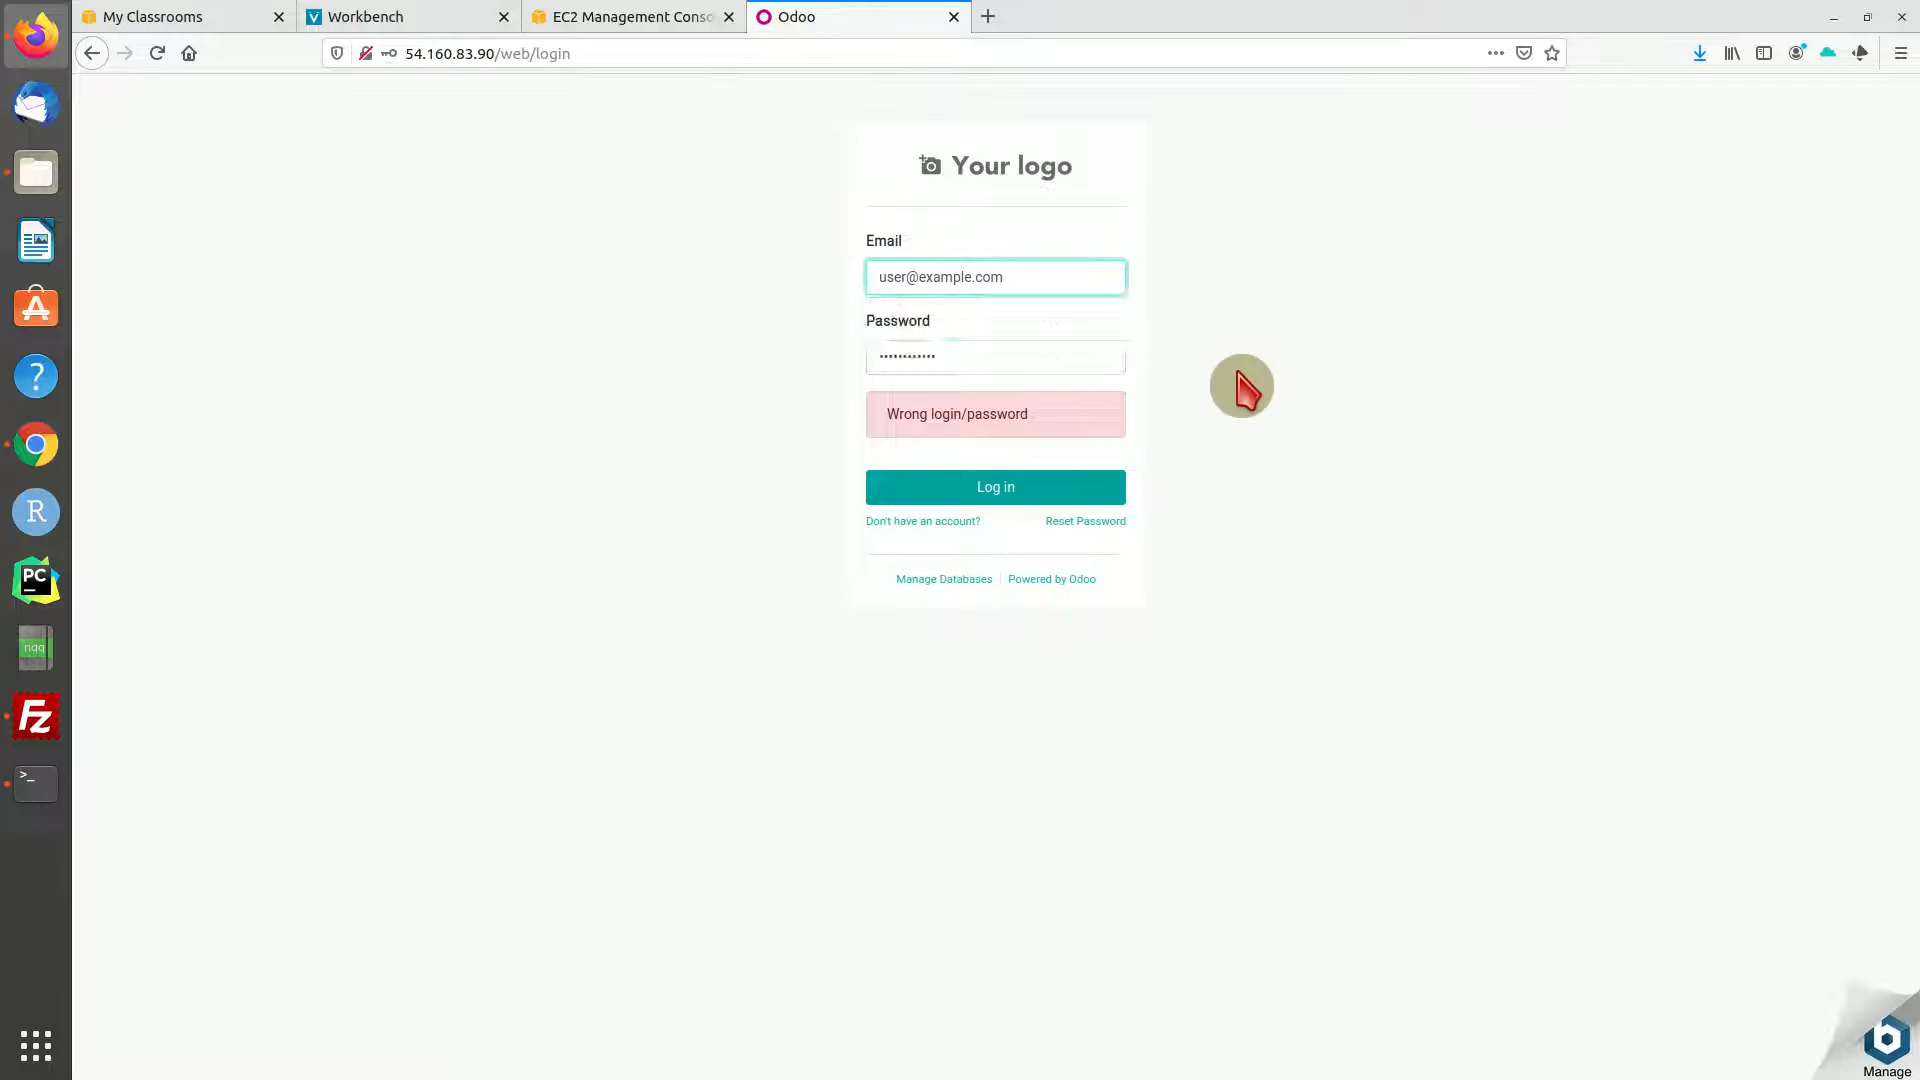 My Classrooms
Workbench
EC2 Management Conso
Odoo
54.160.83.90/web/login
Your logo
Email
user@example.com
Password
••••••••••••
Wrong login/password
Log in
Don't have an account?
Reset Password
Manage Databases
Powered by Odoo
?
R
PC
nqq
Fz
>_
Manage